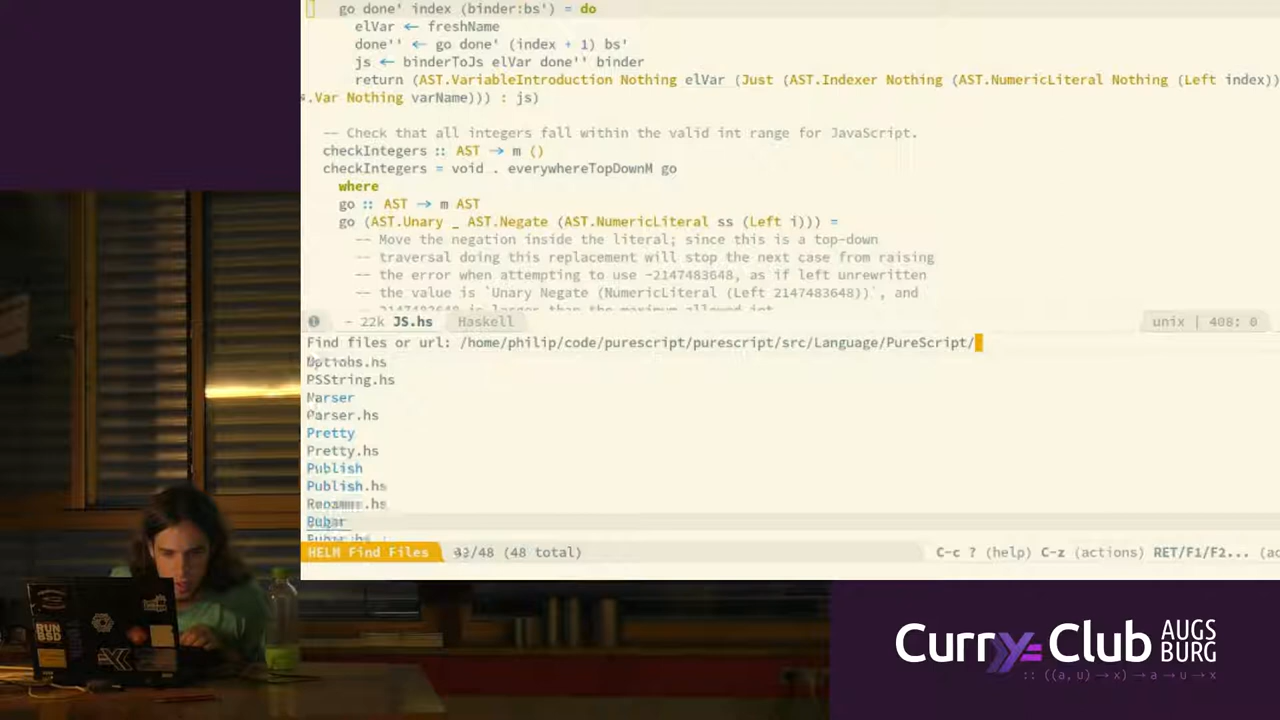 go done' index (binder:bs') = do
elVar ← freshName
done'' ← go done' (index + 1) bs'
js ← binderToJs elVar done'' binder
return (AST.VariableIntroduction Nothing elVar (Just (AST.Indexer Nothing (AST.NumericLiteral Nothing (Left index))
.Var Nothing varName))) : js)
-- Check that all integers fall within the valid int range for JavaScript.
checkIntegers :: AST → m ()
checkIntegers = void . everywhereTopDownM go
where
go :: AST → m AST
go (AST.Unary _ AST.Negate (AST.NumericLiteral ss (Left i))) =
-- Move the negation inside the literal; since this is a top-down
-- traversal doing this replacement will stop the next case from raising
-- the error when attempting to use -2147483648, as if left unrewritten
-- the value is `Unary Negate (NumericLiteral (Left 2147483648))`, and
-- 2147483648 is larger than the maximum allowed int.
- 22k JS.hs Haskell unix | 408: 0
Find files or url: /home/philip/code/purescript/purescript/src/Language/PureScript/
Options.hs
PSString.hs
Parser.hs
Pretty
Pretty.hs
Publish
Publish.hs
HELM Find Files /48 (48 total) C-c ? (help) C-z (actions) RET/F1/F2... (ac
RUN
BSD
Curry Club AUGS
BURG
:: ((a, u) → x) → a → u → x